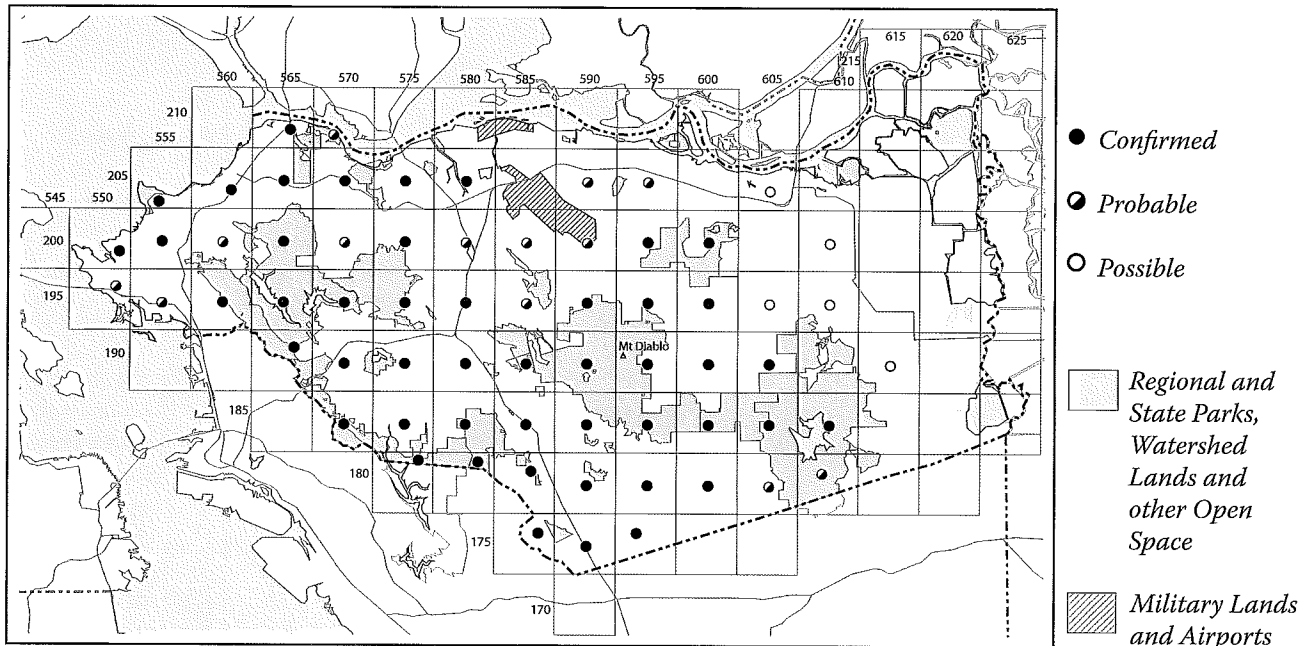 615 620 625
560 565 570 575 580 585 590 595 600 605 215
610
210
555
205
545 550
200
195
190
Mt Diablo
185
180
175
170
Confirmed
Probable
Possible
Regional and
State Parks,
Watershed
Lands and
other Open
Space
Military Lands
and Airports